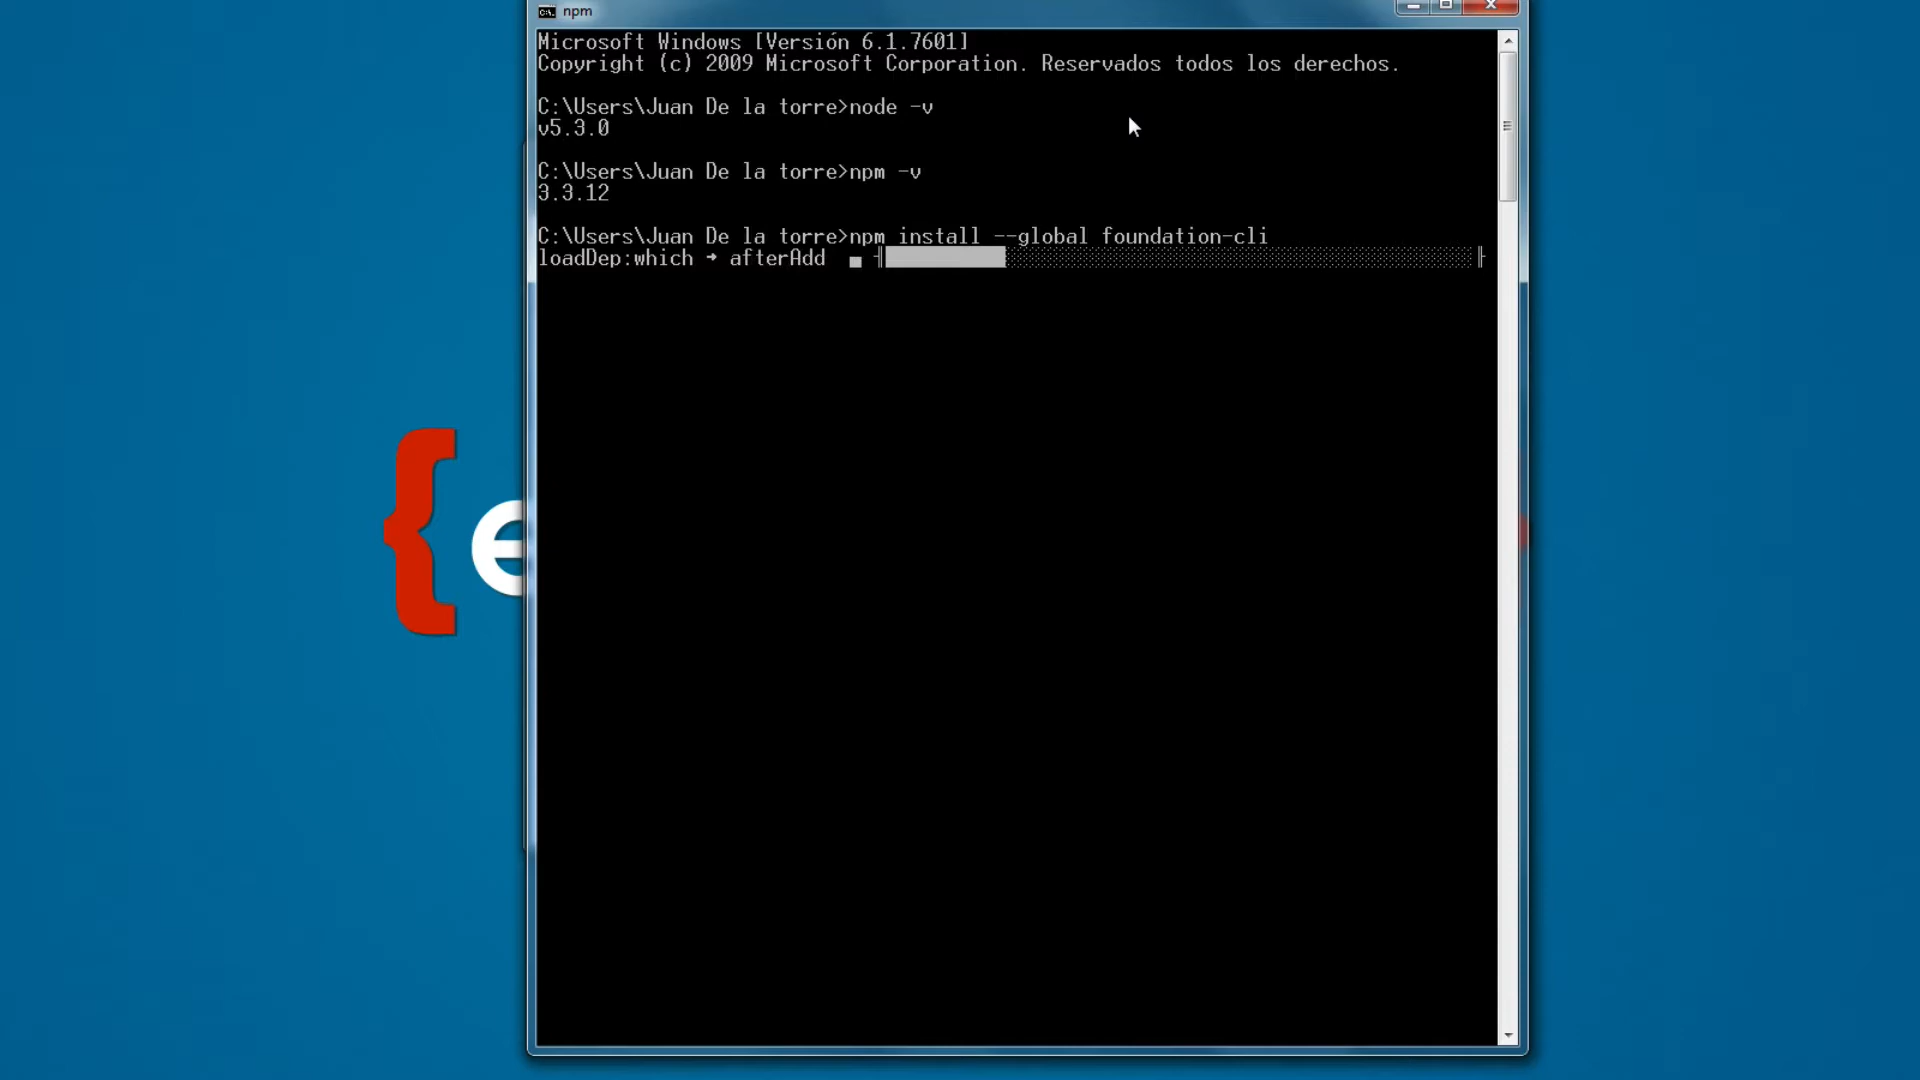 npm
Microsoft Windows [Versión 6.1.7601]
Copyright (c) 2009 Microsoft Corporation. Reservados todos los derechos.
C:\Users\Juan De la torre>node -v
v5.3.0
C:\Users\Juan De la torre>npm -v
3.3.12
C:\Users\Juan De la torre>npm install --global foundation-cli
loadDep:which → afterAdd
{e